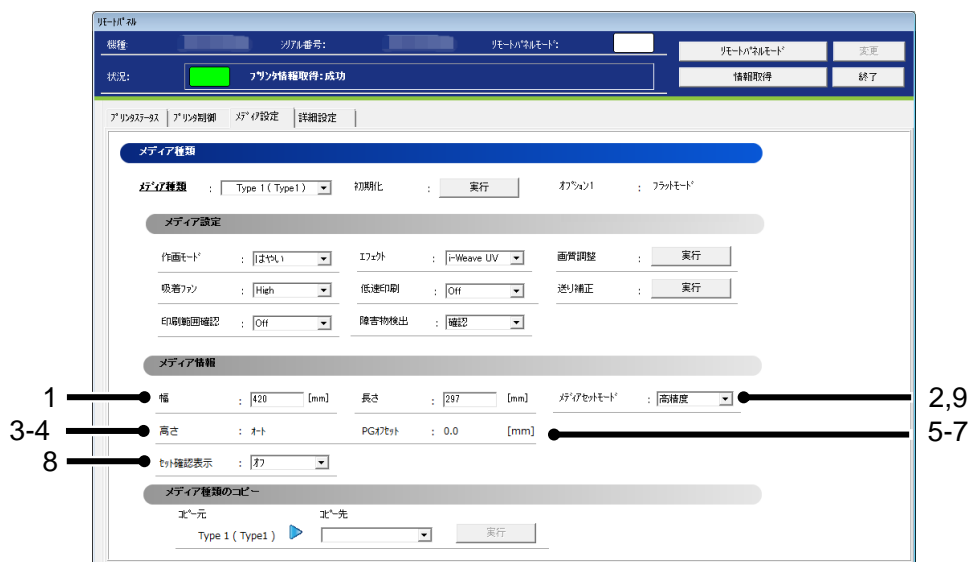 ﾘﾓｰﾄﾊﾟﾈﾙ
機種: ｼﾘｱﾙ番号: ﾘﾓｰﾄﾊﾟﾈﾙﾓｰﾄﾞ: ﾘﾓｰﾄﾊﾟﾈﾙﾓｰﾄﾞ 変更
状況: ﾌﾟﾘﾝﾀ情報取得:成功 情報取得 終了
ﾌﾟﾘﾝﾀｽﾃｰﾀｽ ﾌﾟﾘﾝﾀ制御 ﾒﾃﾞｨｱ設定 詳細設定
メディア種類
ﾒﾃﾞｨｱ種類 : Type 1 ( Type1 ) 初期化 : 実行 ｵﾌﾟｼｮﾝ1 : ﾌﾗｯﾄﾓｰﾄﾞ
メディア設定
作画ﾓｰﾄﾞ : はやい ｴﾌｪｸﾄ : i-Weave UV 画質調整 : 実行
吸着ﾌｧﾝ : High 低速印刷 : Off 送り補正 : 実行
印刷範囲確認 : Off 障害物検出 : 確認
メディア情報
1 幅 : 420 [mm] 長さ : 297 [mm] ﾒﾃﾞｨｱｾｯﾄﾓｰﾄﾞ : 高精度 2,9
3-4 高さ : ｵｰﾄ PGｵﾌｾｯﾄ : 0.0 [mm] 5-7
8 ｾｯﾄ確認表示 : ｵﾌ
メディア種類のコピー
ｺﾋﾟｰ元 ｺﾋﾟｰ先
Type 1 ( Type1 ) 実行